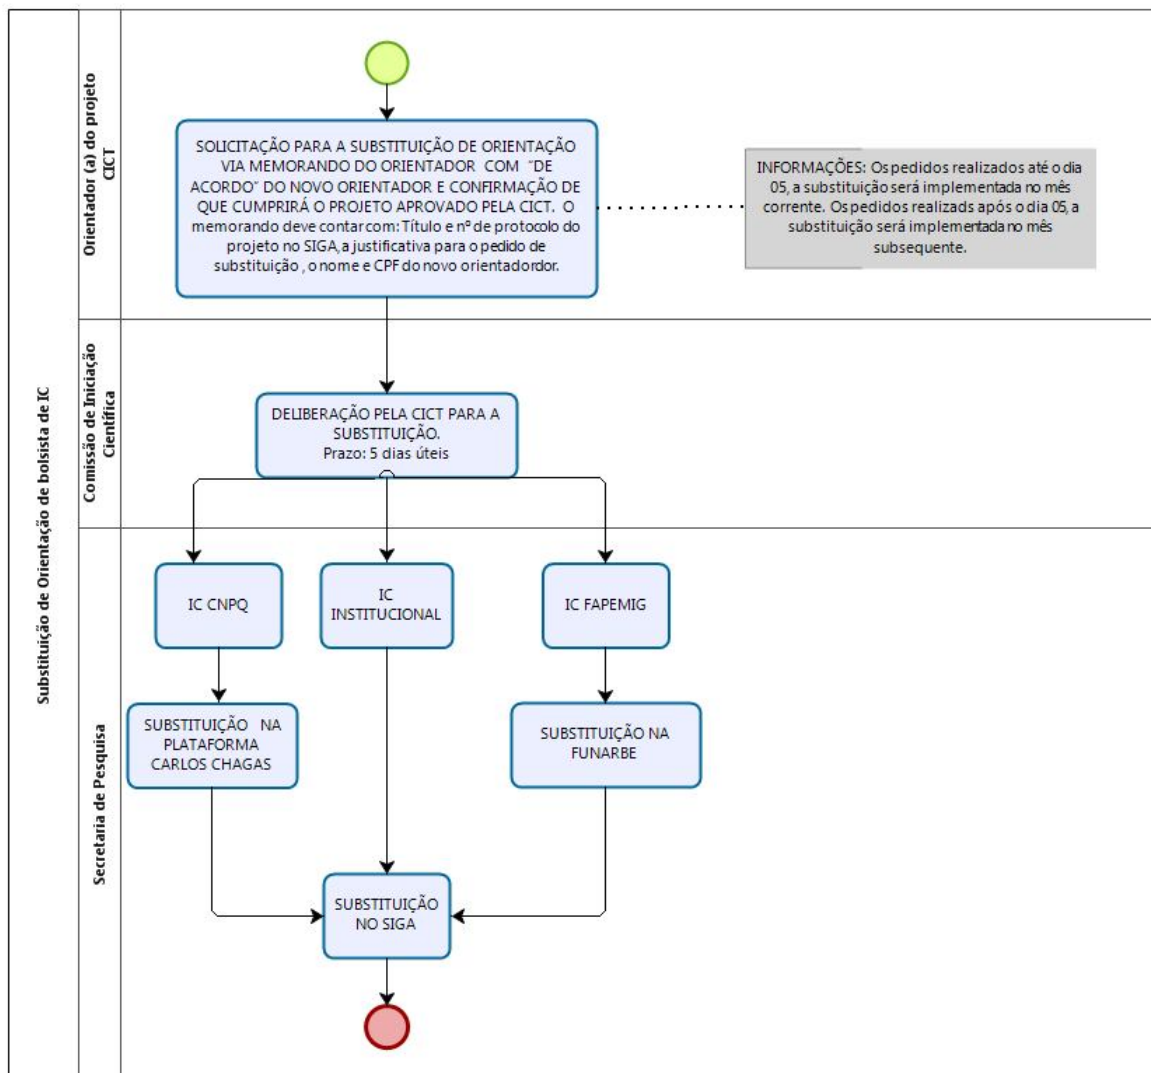 Substituição de Orientação de bolsista de IC
Orientador (a) do projeto
CICT
SOLICITAÇÃO PARA A SUBSTITUIÇÃO DE ORIENTAÇÃO
VIA MEMORANDO DO ORIENTADOR COM "DE
ACORDO" DO NOVO ORIENTADOR E CONFIRMAÇÃO DE
QUE CUMPRIRÁ O PROJETO APROVADO PELA CICT. O
memorando deve contar com: Título e nº de protocolo do
projeto no SIGA, a justificativa para o pedido de
substituição , o nome e CPF do novo orientadordor.
INFORMAÇÕES: Os pedidos realizados até o dia
05, a substituição será implementada no mês
corrente. Os pedidos realizads após o dia 05, a
substituição será implementada no mês
subsequente.
Comissão de Iniciação
Científica
DELIBERAÇÃO PELA CICT PARA A
SUBSTITUIÇÃO.
Prazo: 5 dias úteis
Secretaria de Pesquisa
IC CNPQ
IC
INSTITUCIONAL
IC FAPEMIG
SUBSTITUIÇÃO NA
PLATAFORMA
CARLOS CHAGAS
SUBSTITUIÇÃO NA
FUNARBE
SUBSTITUIÇÃO
NO SIGA